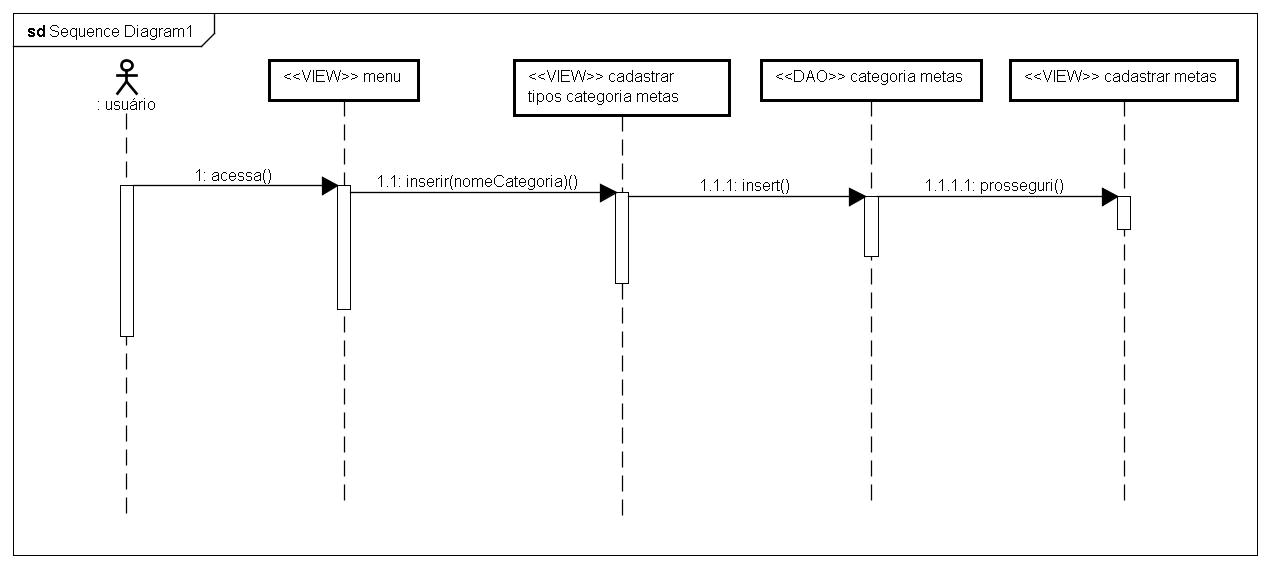 sd Sequence Diagram1
: usuário
<<VIEW>> menu
<<VIEW>> cadastrar
tipos categoria metas
<<DAO>> categoria metas
<<VIEW>> cadastrar metas
1: acessa()
1.1: inserir(nomeCategoria)()
1.1.1: insert()
1.1.1.1: prosseguri()